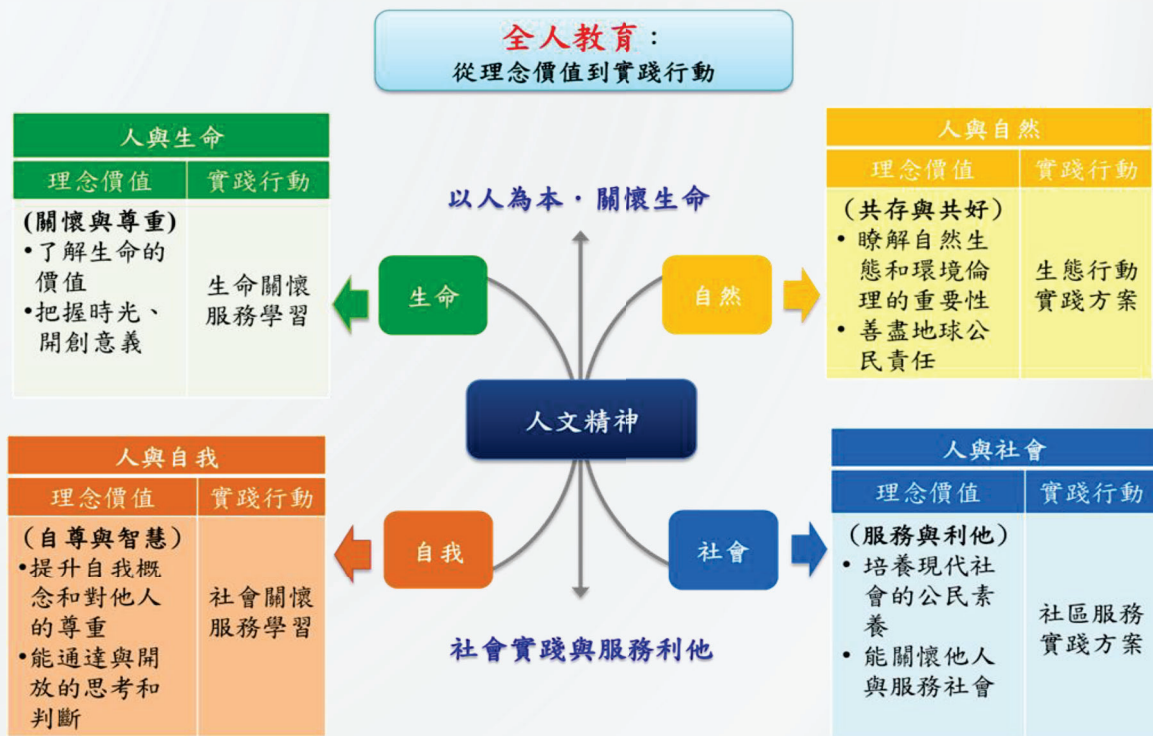 全人教育：
從理念價值到實踐行動
人與生命
理念價值
實踐行動
(關懷與尊重)
•了解生命的
價值
•把握時光、
開創意義
生命關懷
服務學習
人與自然
理念價值
實踐行動
(共存與共好)
• 瞭解自然生
態和環境倫
理的重要性
• 善盡地球公
民責任
生態行動
實踐方案
以人為本．關懷生命
生命
自然
人文精神
自我
社會
社會實踐與服務利他
人與自我
理念價值
實踐行動
(自尊與智慧)
•提升自我概
念和對他人
的尊重
•能通達與開
放的思考和
判斷
社會關懷
服務學習
人與社會
理念價值
實踐行動
(服務與利他)
• 培養現代社
會的公民素
養
• 能關懷他人
與服務社會
社區服務
實踐方案